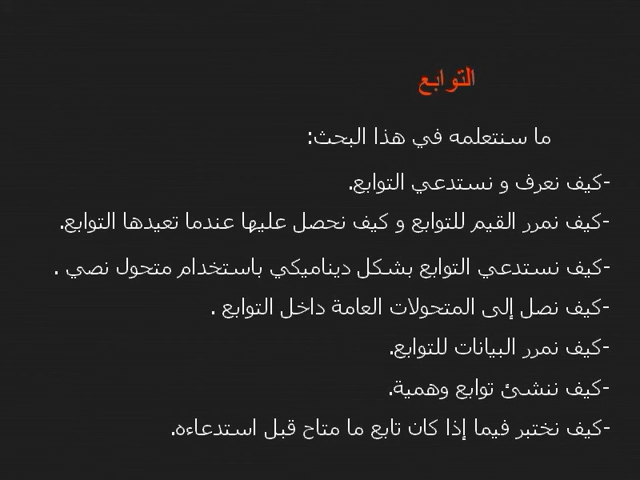 التوابع
ما سنتعلمه في هذا البحث:
-كيف نعرف و نستدعي التوابع.
-كيف نمرر القيم للتوابع و كيف نحصل عليها عندما تعيدها التوابع.
-كيف نستدعي التوابع بشكل ديناميكي باستخدام متحول نصي .
-كيف نصل إلى المتحولات العامة داخل التوابع .
-كيف نمرر البيانات للتوابع.
-كيف ننشئ توابع وهمية.
-كيف نختبر فيما إذا كان تابع ما متاح قبل استدعاءه.